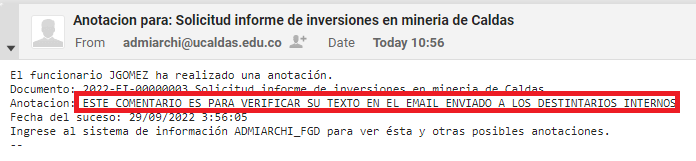 Anotacion para: Solicitud informe de inversiones en mineria de Caldas
From admiarchi@ucaldas.edu.co Date Today 10:56
El funcionario JGOMEZ ha realizado una anotación.
Documento: 2022-EI-00000003 Solicitud informe de inversiones en mineria de Caldas
Anotacion: ESTE COMENTARIO ES PARA VERIFICAR SU TEXTO EN EL EMAIL ENVIADO A LOS DESTINTARIOS INTERNOS
Fecha del suceso: 29/09/2022 3:56:05
Ingrese al sistema de información ADMIARCHI_FGD para ver ésta y otras posibles anotaciones.
--